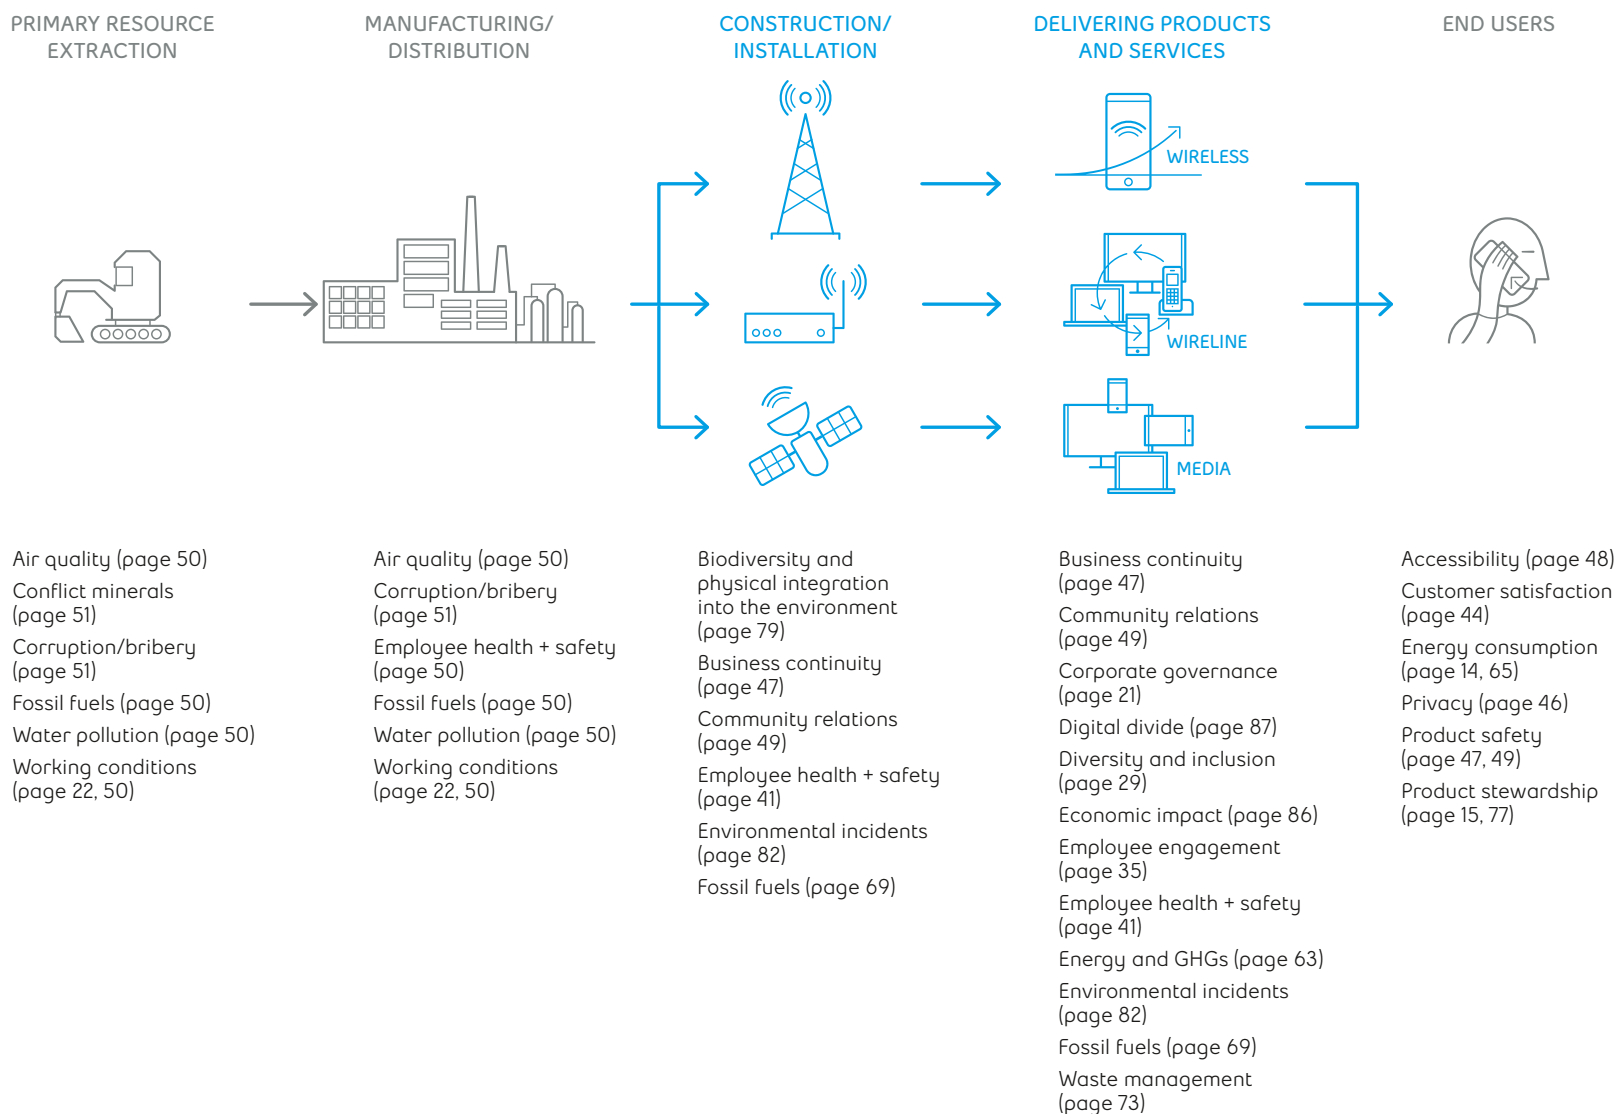 PRIMARY RESOURCE
EXTRACTION
MANUFACTURING/
DISTRIBUTION
CONSTRUCTION/
INSTALLATION
DELIVERING PRODUCTS
AND SERVICES
END USERS
WIRELESS
WIRELINE
MEDIA
Air quality (page 50)
Conflict minerals
(page 51)
Corruption/bribery
(page 51)
Fossil fuels (page 50)
Water pollution (page 50)
Working conditions
(page 22, 50)
Air quality (page 50)
Corruption/bribery
(page 51)
Employee health + safety
(page 50)
Fossil fuels (page 50)
Water pollution (page 50)
Working conditions
(page 22, 50)
Biodiversity and
physical integration
into the environment
(page 79)
Business continuity
(page 47)
Community relations
(page 49)
Employee health + safety
(page 41)
Environmental incidents
(page 82)
Fossil fuels (page 69)
Business continuity
(page 47)
Community relations
(page 49)
Corporate governance
(page 21)
Digital divide (page 87)
Diversity and inclusion
(page 29)
Economic impact (page 86)
Employee engagement
(page 35)
Employee health + safety
(page 41)
Energy and GHGs (page 63)
Environmental incidents
(page 82)
Fossil fuels (page 69)
Waste management
(page 73)
Accessibility (page 48)
Customer satisfaction
(page 44)
Energy consumption
(page 14, 65)
Privacy (page 46)
Product safety
(page 47, 49)
Product stewardship
(page 15, 77)